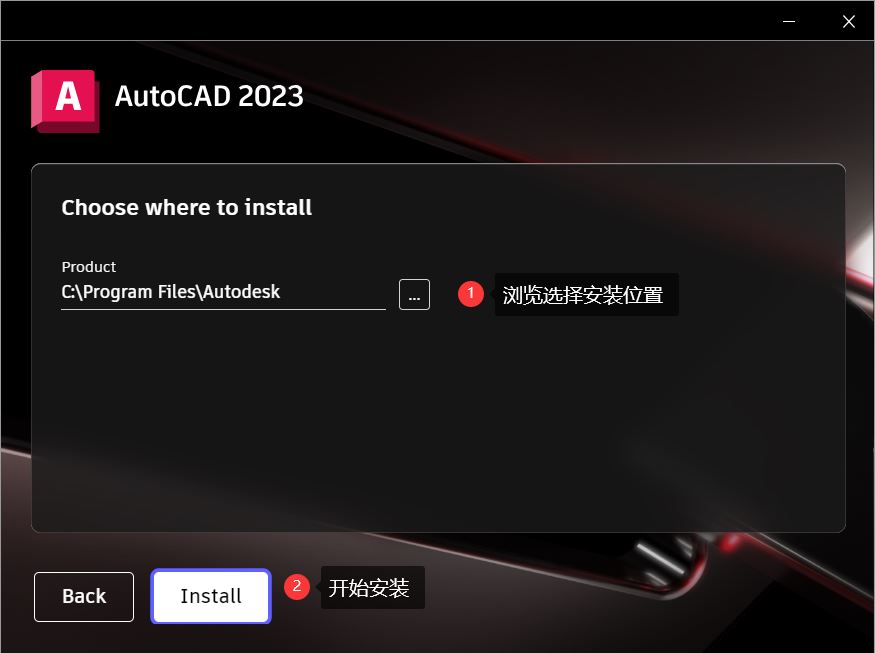 A AutoCAD 2023
Choose where to install
Product
C:\Program Files\Autodesk ... 1 浏览选择安装位置
Back Install 2 开始安装